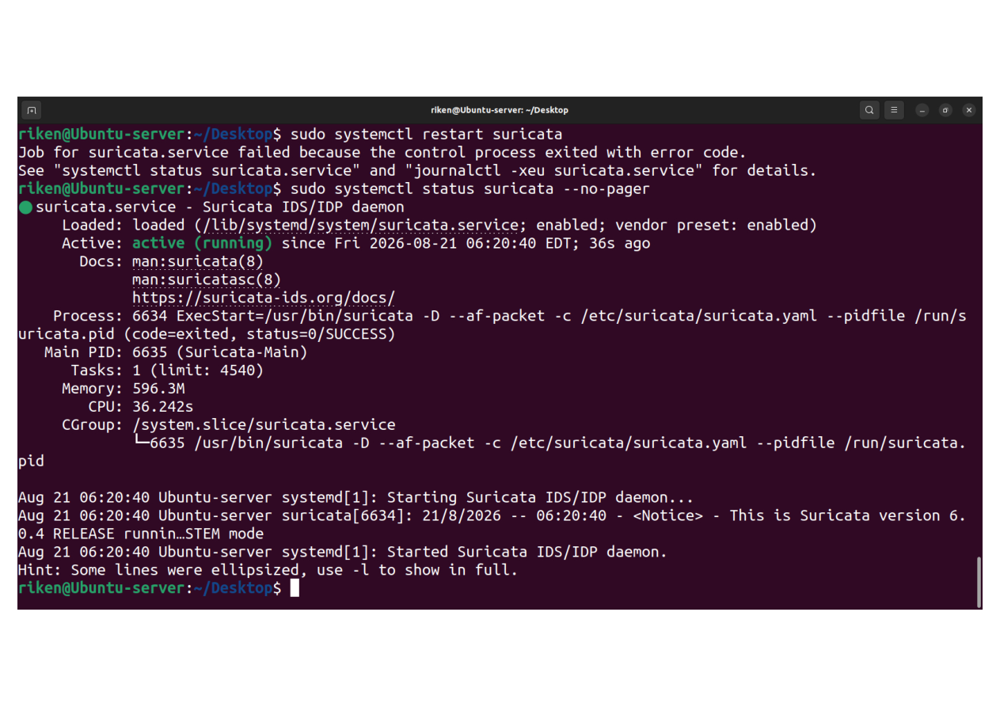 riken@Ubuntu-server: ~/Desktop
riken@Ubuntu-server:~/Desktop$ sudo systemctl restart suricata
Job for suricata.service failed because the control process exited with error code.
See "systemctl status suricata.service" and "journalctl -xeu suricata.service" for details.
riken@Ubuntu-server:~/Desktop$ sudo systemctl status suricata --no-pager
● suricata.service - Suricata IDS/IDP daemon
     Loaded: loaded (/lib/systemd/system/suricata.service; enabled; vendor preset: enabled)
     Active: active (running) since Fri 2026-08-21 06:20:40 EDT; 36s ago
       Docs: man:suricata(8)
             man:suricatasc(8)
             https://suricata-ids.org/docs/
    Process: 6634 ExecStart=/usr/bin/suricata -D --af-packet -c /etc/suricata/suricata.yaml --pidfile /run/s
uricata.pid (code=exited, status=0/SUCCESS)
   Main PID: 6635 (Suricata-Main)
      Tasks: 1 (limit: 4540)
     Memory: 596.3M
        CPU: 36.242s
     CGroup: /system.slice/suricata.service
             └─6635 /usr/bin/suricata -D --af-packet -c /etc/suricata/suricata.yaml --pidfile /run/suricata.
pid
Aug 21 06:20:40 Ubuntu-server systemd[1]: Starting Suricata IDS/IDP daemon...
Aug 21 06:20:40 Ubuntu-server suricata[6634]: 21/8/2026 -- 06:20:40 - <Notice> - This is Suricata version 6.
0.4 RELEASE runnin…STEM mode
Aug 21 06:20:40 Ubuntu-server systemd[1]: Started Suricata IDS/IDP daemon.
Hint: Some lines were ellipsized, use -l to show in full.
riken@Ubuntu-server:~/Desktop$